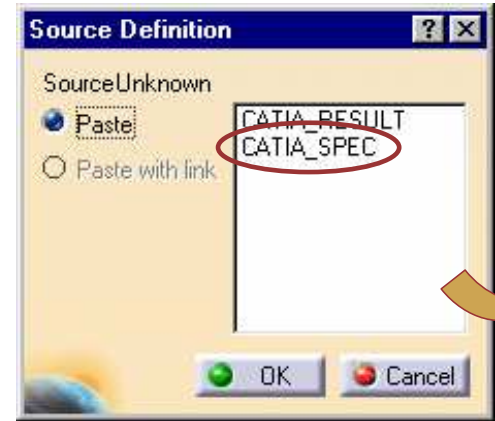 Source Definition
SourceUnknown
Paste
Paste with link
CATIA_RESULT
CATIA_SPEC
OK
Cancel